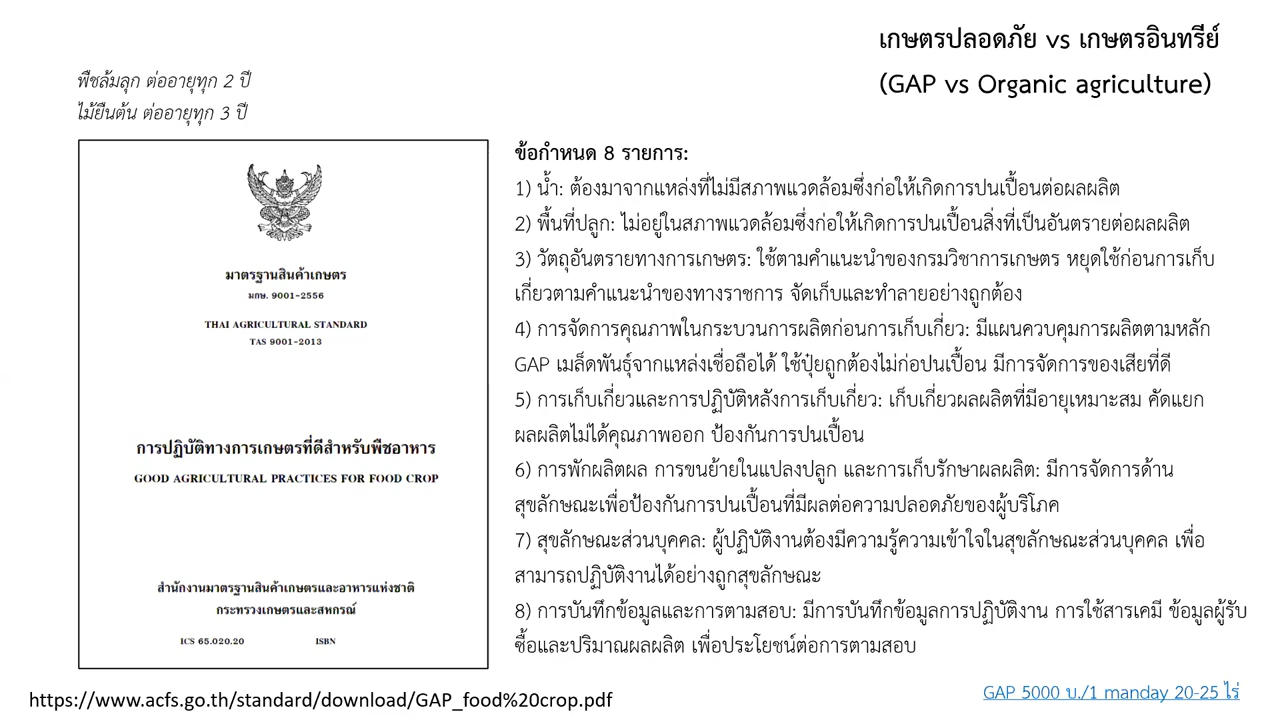 เกษตรปลอดภัย vs เกษตรอินทรีย์
(GAP vs Organic agriculture)
พืชล้มลุก ต่ออายุทุก 2 ปี
ไม้ยืนต้น ต่ออายุทุก 3 ปี
มาตรฐานสินค้าเกษตร
มกษ. 9001-2556
THAI AGRICULTURAL STANDARD
TAS 9001-2013
การปฏิบัติทางการเกษตรที่ดีสำหรับพืชอาหาร
GOOD AGRICULTURAL PRACTICES FOR FOOD CROP
สำนักงานมาตรฐานสินค้าเกษตรและอาหารแห่งชาติ
กระทรวงเกษตรและสหกรณ์
ICS 65.020.20 ISBN
ข้อกำหนด 8 รายการ:
1) น้ำ: ต้องมาจากแหล่งที่ไม่มีสภาพแวดล้อมซึ่งก่อให้เกิดการปนเปื้อนต่อผลผลิต
2) พื้นที่ปลูก: ไม่อยู่ในสภาพแวดล้อมซึ่งก่อให้เกิดการปนเปื้อนสิ่งที่เป็นอันตรายต่อผลผลิต
3) วัตถุอันตรายทางการเกษตร: ใช้ตามคำแนะนำของกรมวิชาการเกษตร หยุดใช้ก่อนการเก็บ
เกี่ยวตามคำแนะนำของทางราชการ จัดเก็บและทำลายอย่างถูกต้อง
4) การจัดการคุณภาพในกระบวนการผลิตก่อนการเก็บเกี่ยว: มีแผนควบคุมการผลิตตามหลัก
GAP เมล็ดพันธุ์จากแหล่งเชื่อถือได้ ใช้ปุ๋ยถูกต้องไม่ก่อปนเปื้อน มีการจัดการของเสียที่ดี
5) การเก็บเกี่ยวและการปฏิบัติหลังการเก็บเกี่ยว: เก็บเกี่ยวผลผลิตที่มีอายุเหมาะสม คัดแยก
ผลผลิตไม่ได้คุณภาพออก ป้องกันการปนเปื้อน
6) การพักผลิตผล การขนย้ายในแปลงปลูก และการเก็บรักษาผลผลิต: มีการจัดการด้าน
สุขลักษณะเพื่อป้องกันการปนเปื้อนที่มีผลต่อความปลอดภัยของผู้บริโภค
7) สุขลักษณะส่วนบุคคล: ผู้ปฏิบัติงานต้องมีความรู้ความเข้าใจในสุขลักษณะส่วนบุคคล เพื่อ
สามารถปฏิบัติงานได้อย่างถูกสุขลักษณะ
8) การบันทึกข้อมูลและการตามสอบ: มีการบันทึกข้อมูลการปฏิบัติงาน การใช้สารเคมี ข้อมูลผู้รับ
ซื้อและปริมาณผลผลิต เพื่อประโยชน์ต่อการตามสอบ
https://www.acfs.go.th/standard/download/GAP_food%20crop.pdf
GAP 5000 บ./1 manday 20-25 ไร่